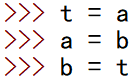 >>> t = a
>>> a = b
>>> b = t